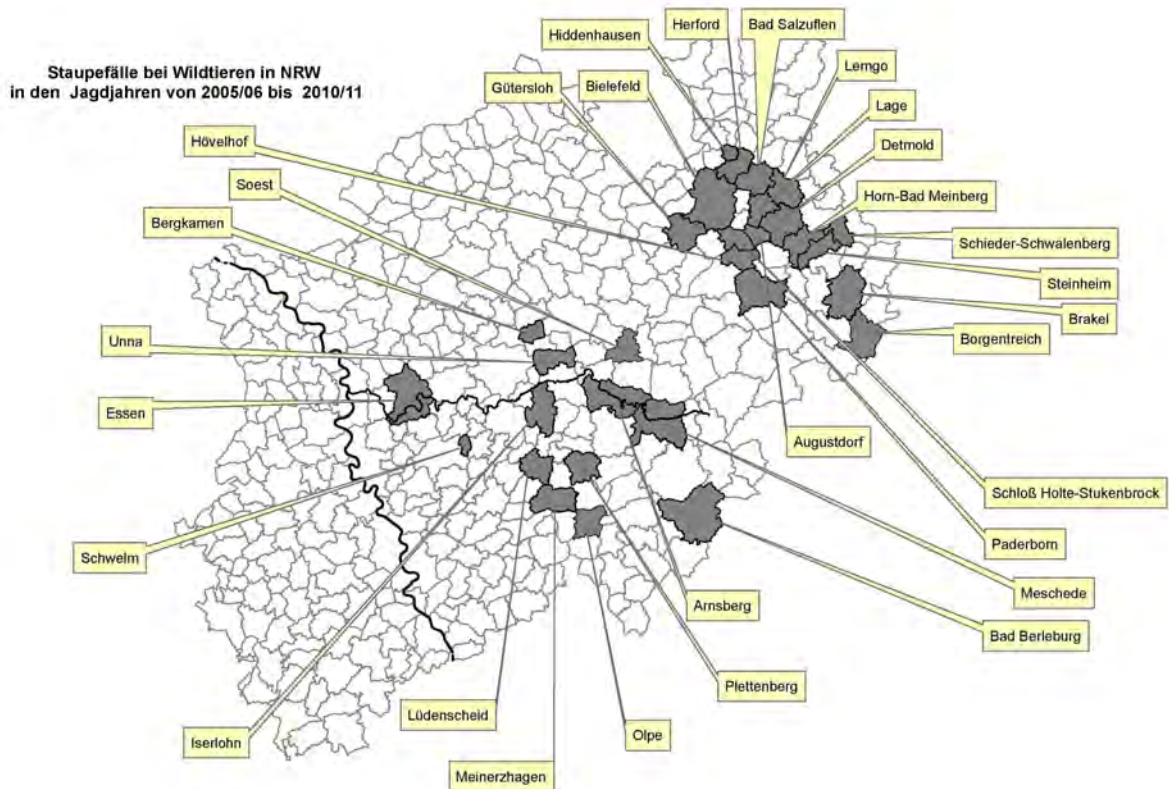 Staupefälle bei Wildtieren in NRW
in den Jagdjahren von 2005/06 bis 2010/11
Herford
Bad Salzuflen
Hiddenhausen
Lemgo
Gütersloh
Bielefeld
Lage
Hövelhof
Detmold
Soest
Horn-Bad Meinberg
Bergkamen
Schieder-Schwalenberg
Steinheim
Brakel
Unna
Borgentreich
Essen
Augustdorf
Schloß Holte-Stukenbrock
Schwelm
Paderborn
Meschede
Arnsberg
Bad Berleburg
Plettenberg
Lüdenscheid
Olpe
Iserlohn
Meinerzhagen